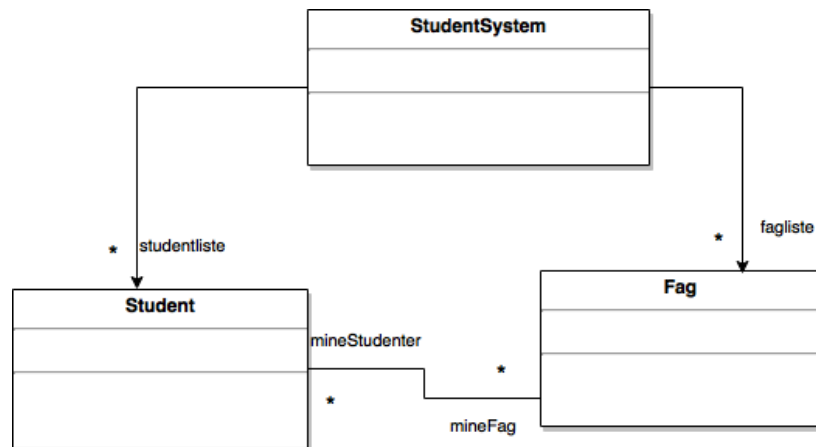 StudentSystem
* studentliste
* fagliste
Student
Fag
mineStudenter
*
*
mineFag